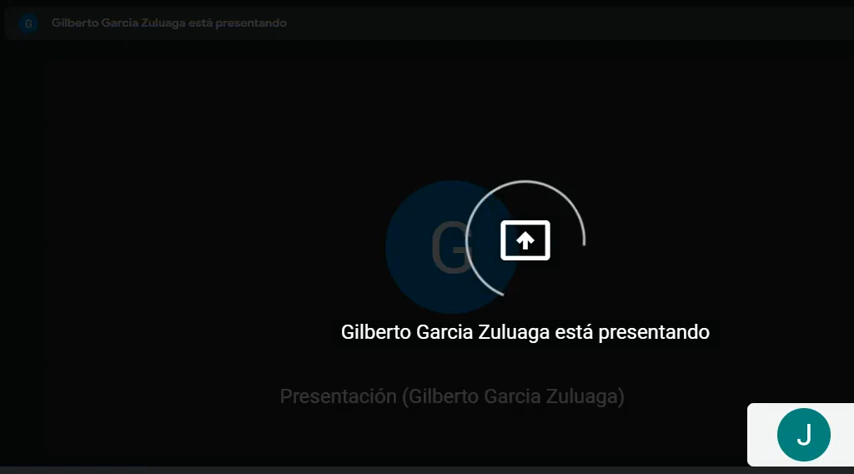 G Gilberto Garcia Zuluaga está presentando
G
Gilberto Garcia Zuluaga está presentando
Presentación (Gilberto Garcia Zuluaga)
J